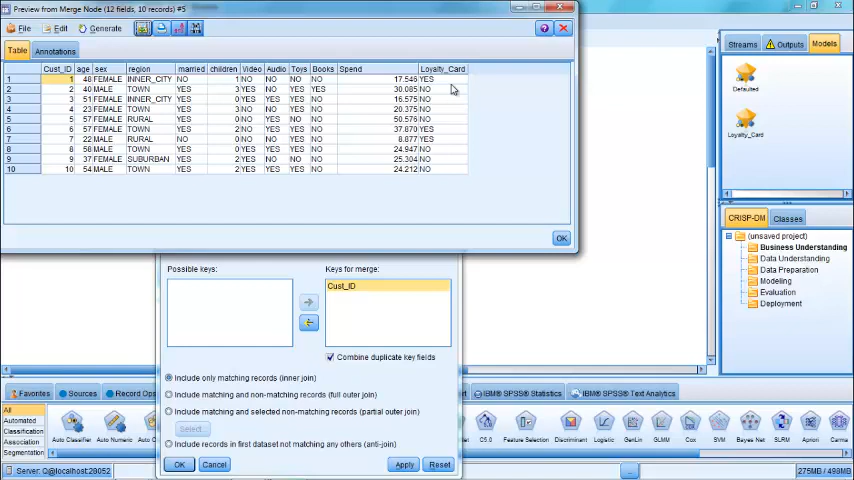 Preview from Merge Node (12 fields, 10 records) #5
File Edit Generate
Table Annotations
Cust_ID age sex region married children Video Audio Toys Books Spend Loyalty_Card
1 1 48 FEMALE INNER_CITY NO 1 NO NO NO NO 17.546 YES
2 2 40 MALE TOWN YES 3 YES NO YES YES 30.085 NO
3 3 51 FEMALE INNER_CITY YES 0 YES YES NO NO 16.575 NO
4 4 23 FEMALE TOWN YES 3 NO NO YES NO 20.375 NO
5 5 57 FEMALE RURAL YES 0 NO YES NO NO 50.576 NO
6 6 57 FEMALE TOWN YES 2 NO YES YES NO 37.870 YES
7 7 22 MALE RURAL NO 0 NO NO YES NO 8.877 YES
8 8 58 MALE TOWN YES 0 YES YES YES NO 24.947 NO
9 9 37 FEMALE SUBURBAN YES 2 YES NO NO NO 25.304 NO
10 10 54 MALE TOWN YES 2 YES YES YES NO 24.212 NO
OK
Streams Outputs Models
Defaulted
Loyalty_Card
CRISP-DM Classes
(unsaved project)
Business Understanding
Data Understanding
Data Preparation
Modeling
Evaluation
Deployment
Possible keys: Keys for merge:
Cust_ID
Combine duplicate key fields
Include only matching records (inner join)
Include matching and non-matching records (full outer join)
Include matching and selected non-matching records (partial outer join)
Select...
Include records in first dataset not matching any others (anti-join)
OK Cancel Apply Reset
Favorites Sources Record Ops IBM® SPSS® Statistics IBM® SPSS® Text Analytics
All
Automated
Classification
Association
Segmentation
Auto Classifier Auto Numeric C5.0 Feature Selection Discriminant Logistic GenLin GLMM Cox SVM Bayes Net SLRM Apriori Carma
Server: Q@localhost:28052
275MB / 498MB